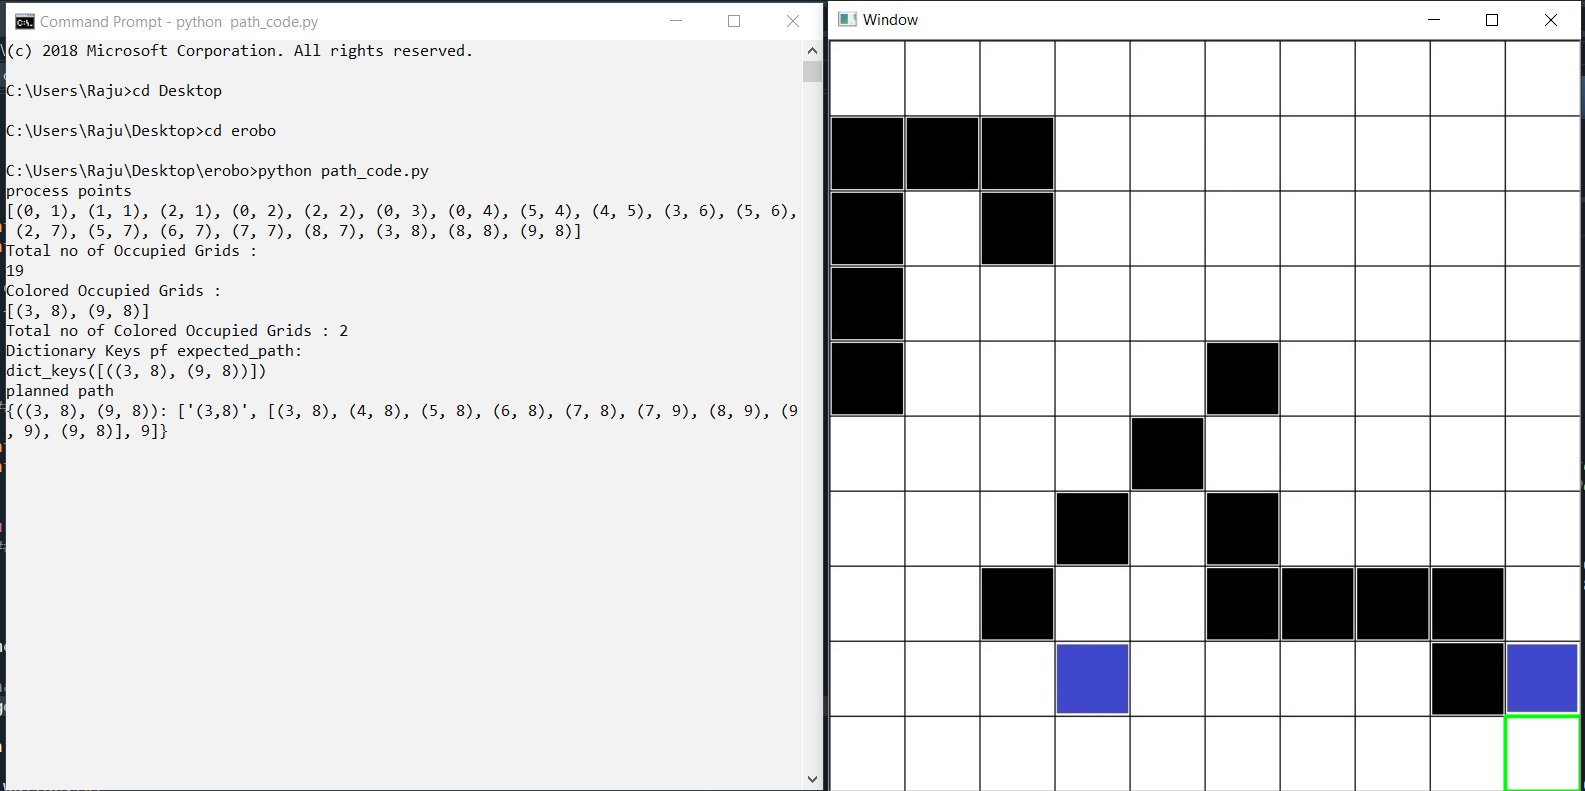 Command Prompt - python  path_code.py
(c) 2018 Microsoft Corporation. All rights reserved.
C:\Users\Raju>cd Desktop
C:\Users\Raju\Desktop>cd erobo
C:\Users\Raju\Desktop\erobo>python path_code.py
process points
[(0, 1), (1, 1), (2, 1), (0, 2), (2, 2), (0, 3), (0, 4), (5, 4), (4, 5), (3, 6), (5, 6),
 (2, 7), (5, 7), (6, 7), (7, 7), (8, 7), (3, 8), (8, 8), (9, 8)]
Total no of Occupied Grids :
19
Colored Occupied Grids :
[(3, 8), (9, 8)]
Total no of Colored Occupied Grids : 2
Dictionary Keys pf expected_path:
dict_keys([((3, 8), (9, 8))])
planned path
{((3, 8), (9, 8)): ['(3,8)', [(3, 8), (4, 8), (5, 8), (6, 8), (7, 8), (7, 9), (8, 9), (9
, 9), (9, 8)], 9]}
Window